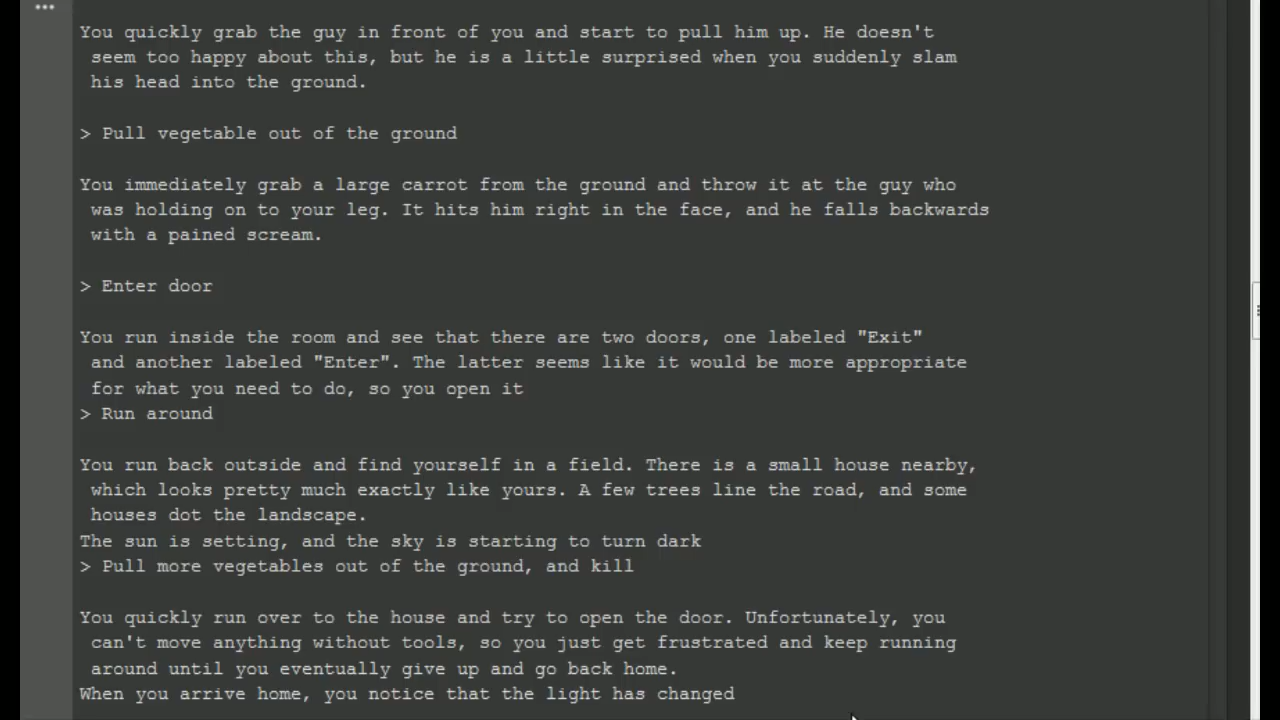 You quickly grab the guy in front of you and start to pull him up. He doesn't
seem too happy about this, but he is a little surprised when you suddenly slam
his head into the ground.
> Pull vegetable out of the ground
You immediately grab a large carrot from the ground and throw it at the guy who
was holding on to your leg. It hits him right in the face, and he falls backwards
with a pained scream.
> Enter door
You run inside the room and see that there are two doors, one labeled "Exit"
and another labeled "Enter". The latter seems like it would be more appropriate
for what you need to do, so you open it
> Run around
You run back outside and find yourself in a field. There is a small house nearby,
which looks pretty much exactly like yours. A few trees line the road, and some
houses dot the landscape.
The sun is setting, and the sky is starting to turn dark
> Pull more vegetables out of the ground, and kill
You quickly run over to the house and try to open the door. Unfortunately, you
can't move anything without tools, so you just get frustrated and keep running
around until you eventually give up and go back home.
When you arrive home, you notice that the light has changed